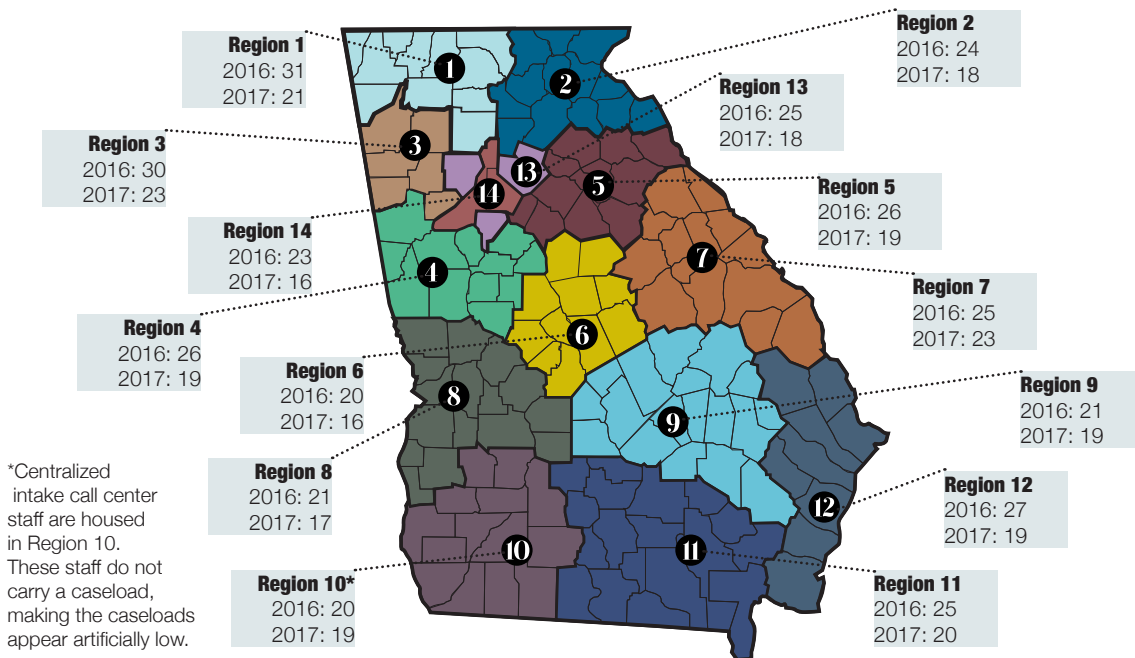 Region 1
2016: 31
2017: 21
Region 2
2016: 24
2017: 18
Region 13
2016: 25
2017: 18
Region 3
2016: 30
2017: 23
Region 5
2016: 26
2017: 19
Region 14
2016: 23
2017: 16
Region 7
2016: 25
2017: 23
Region 4
2016: 26
2017: 19
Region 6
2016: 20
2017: 16
Region 9
2016: 21
2017: 19
Region 8
2016: 21
2017: 17
Region 12
2016: 27
2017: 19
Region 10*
2016: 20
2017: 19
Region 11
2016: 25
2017: 20
*Centralized
intake call center
staff are housed
in Region 10.
These staff do not
carry a caseload,
making the caseloads
appear artificially low.
1
2
3
13
14
5
4
7
6
8
9
12
10
11